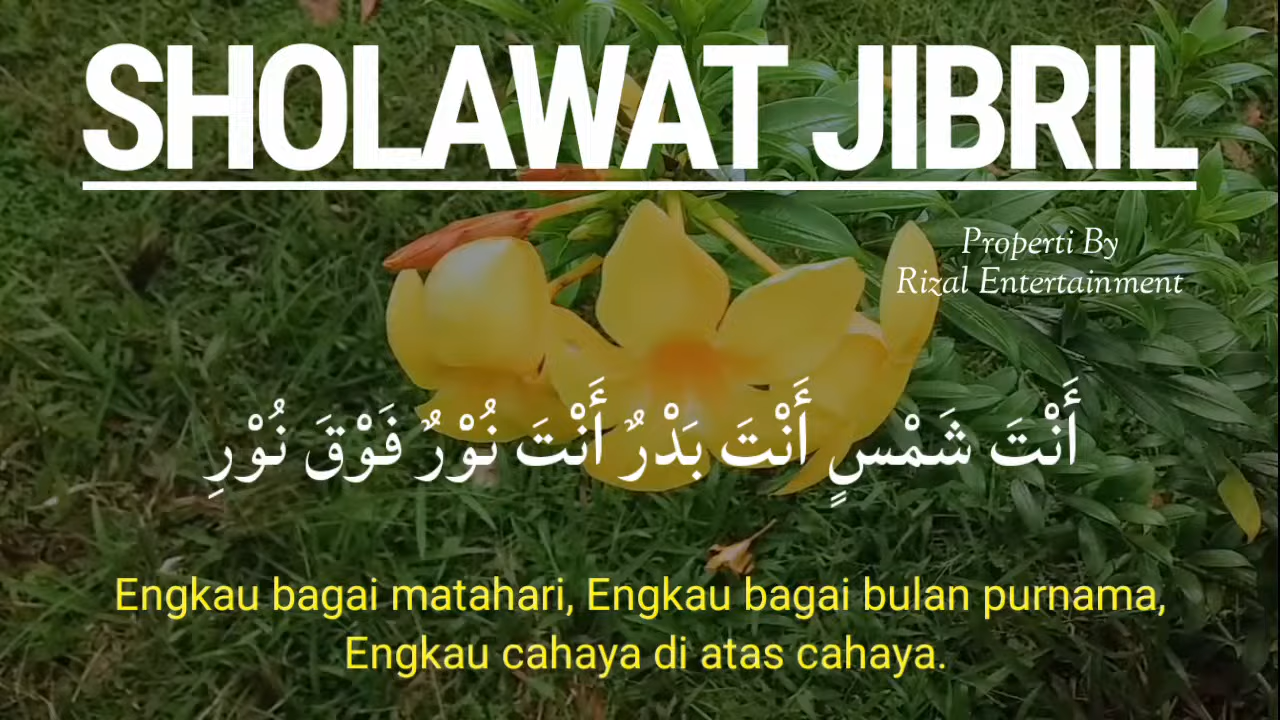 SHOLAWAT JIBRIL
Properti By
Rizal Entertainment
أَنْتَ شَمْسٍ أَنْتَ بَدْرٌ أَنْتَ نُوْرٌ فَوْقَ نُوْرِ
Engkau bagai matahari, Engkau bagai bulan purnama,
Engkau cahaya di atas cahaya.